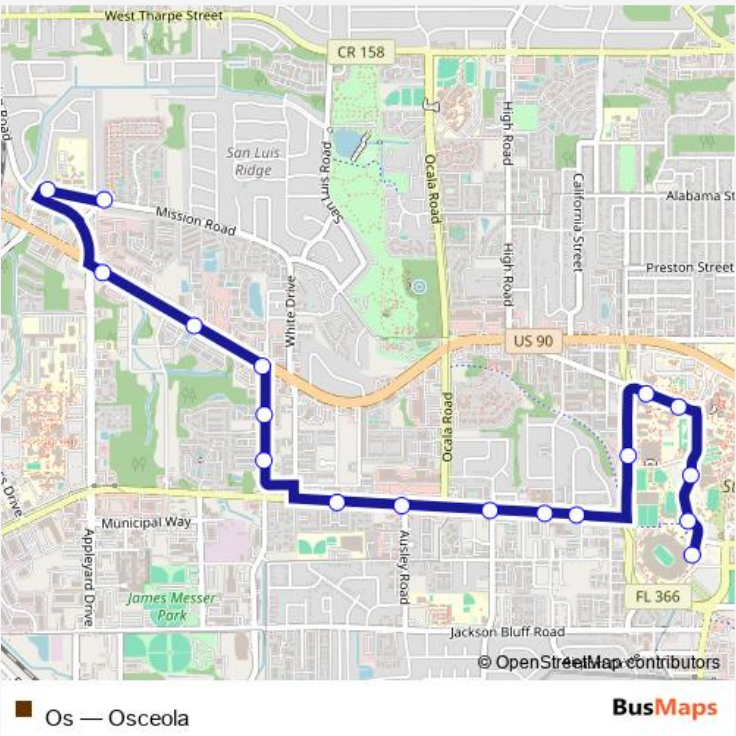 West Tharpe Street
CR 158
San Luis
Ridge
San Luis Road
High Road
Ocala Road
California Street
Alabama St
Mission Road
High Road
Preston Street
White Drive
US 90
Ocala Road
Municipal Way
Appleyard Drive
Ausley Road
James Messer
Park
FL 366
Jackson Bluff Road
© OpenStreetMap contributors
Os — Osceola
BusMaps